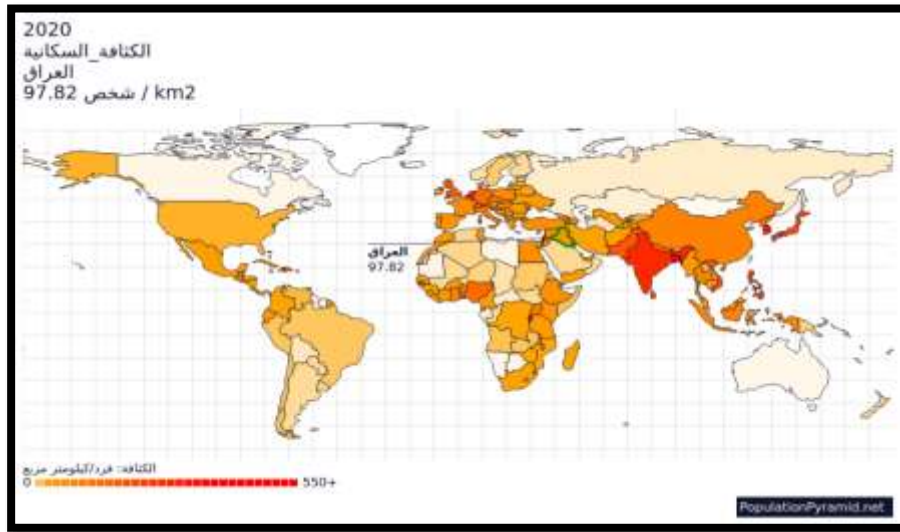 2020
الكثافة_السكانية
العراق
97.82 شخص / km2
العراق
97.82
الكثافة: فرد/كيلومتر مربع
0 550+
PopulationPyramid.net